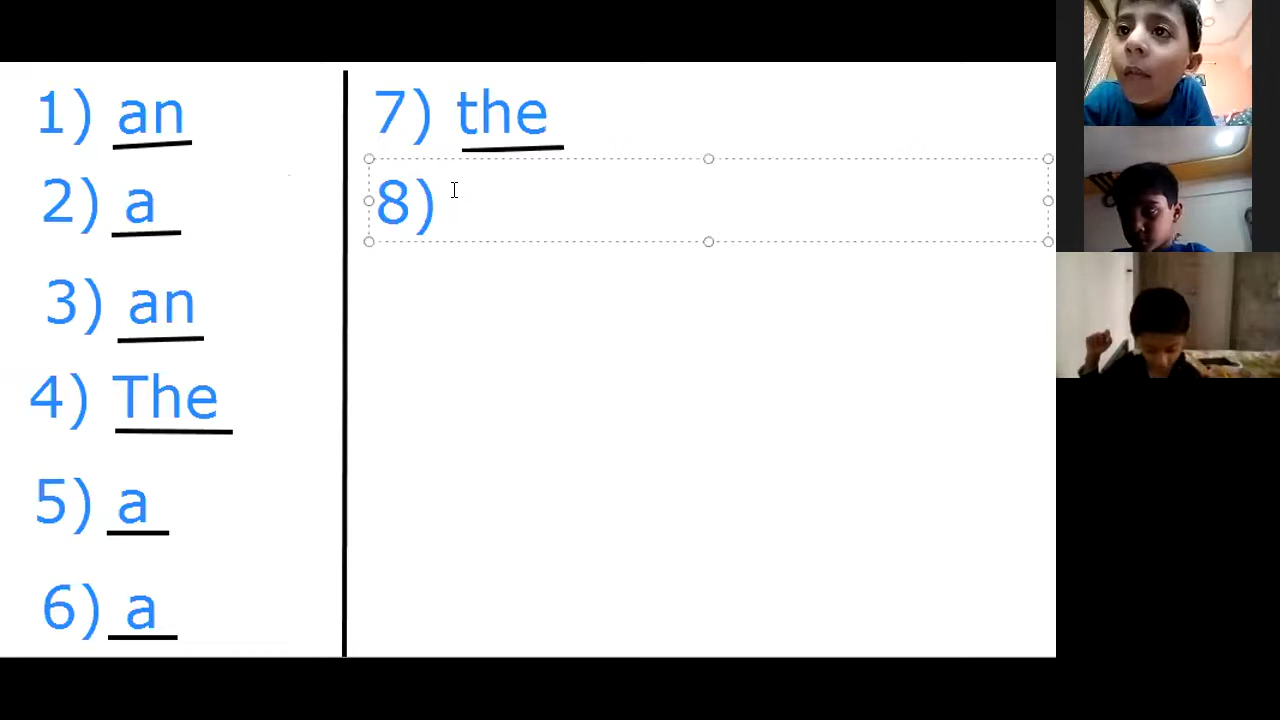 1) an
2) a
3) an
4) The
5) a
6) a
7) the
8)